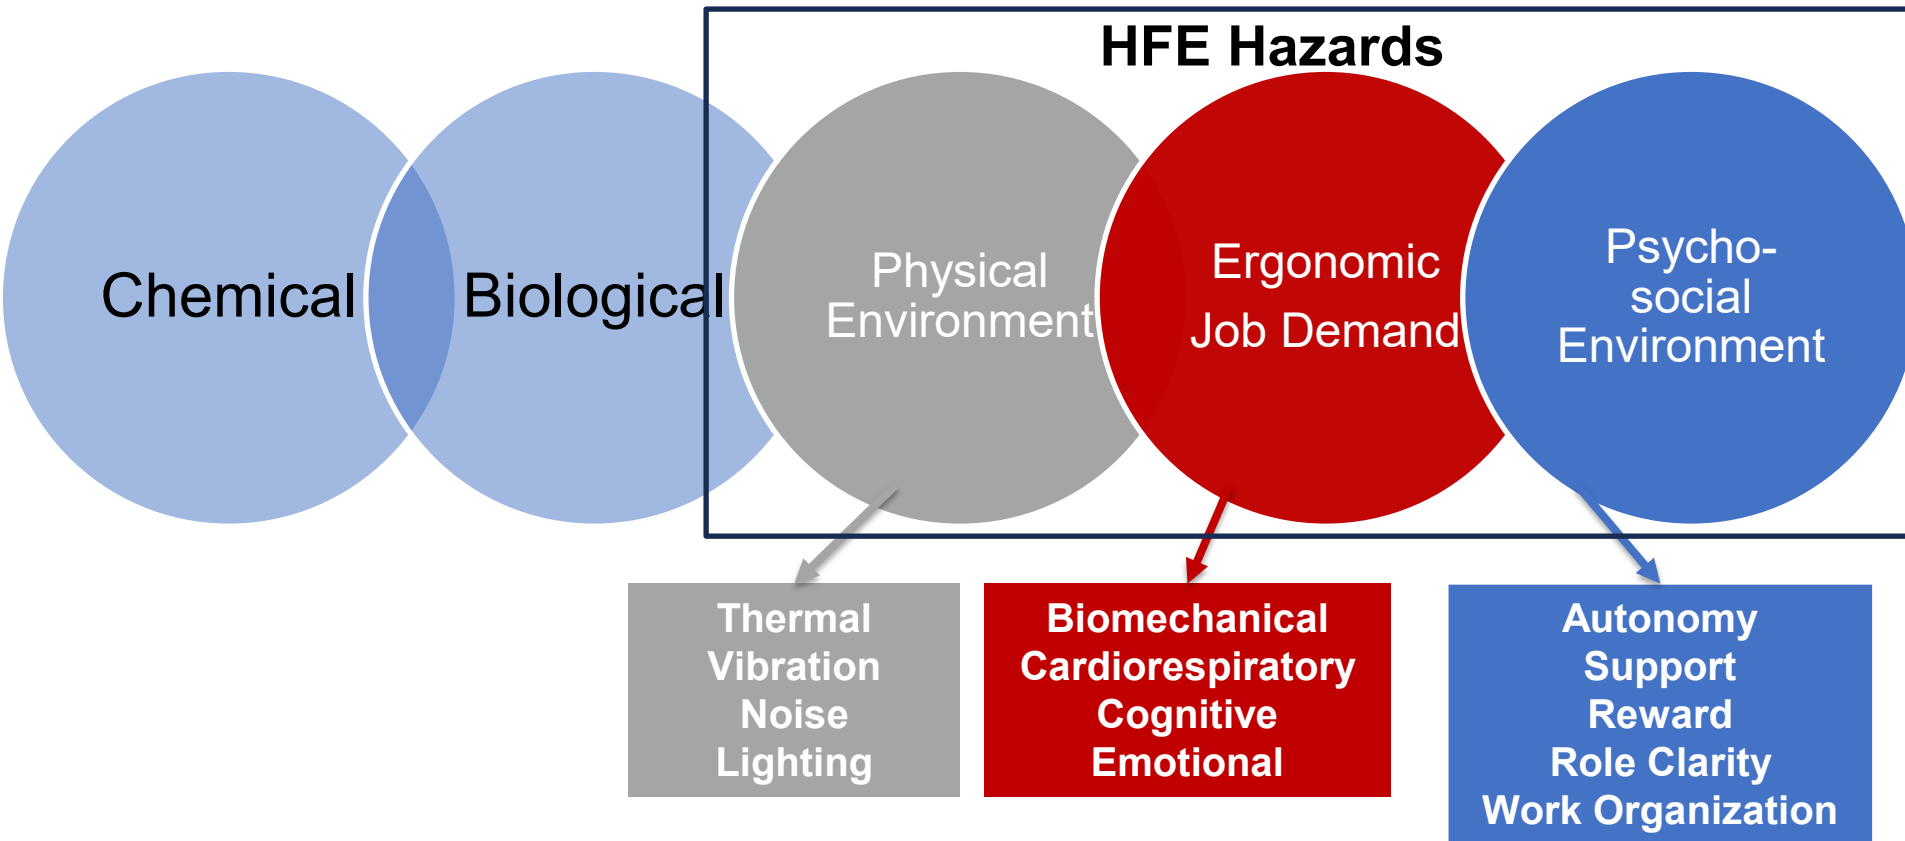 HFE Hazards
Chemical
Biological
Physical
Environment
Ergonomic
Job Demand
Psycho-
social
Environment
Thermal
Vibration
Noise
Lighting
Biomechanical
Cardiorespiratory
Cognitive
Emotional
Autonomy
Support
Reward
Role Clarity
Work Organization